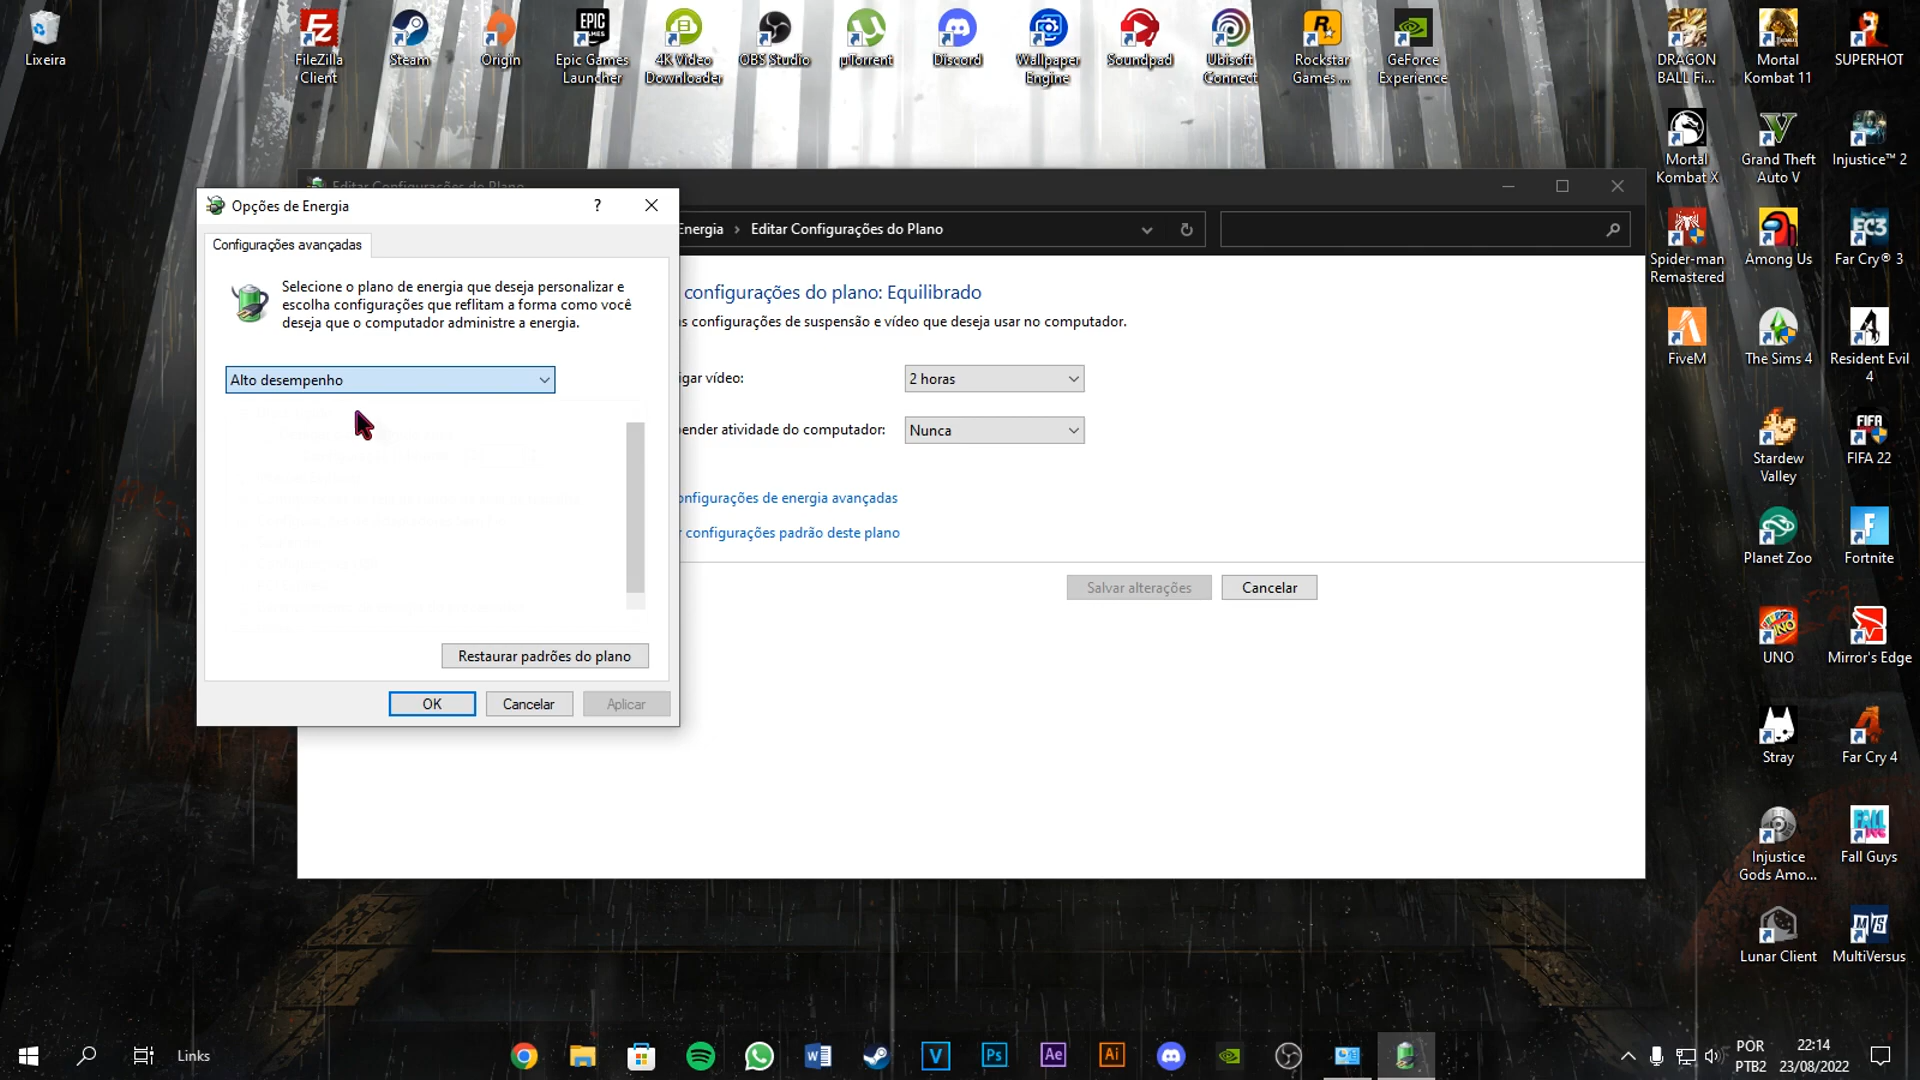 Lixeira
FileZilla
Client
Steam
Origin
Epic Games
Launcher
4K Video
Downloader
OBS Studio
µTorrent
Discord
Wallpaper
Engine
Soundpad
Ubisoft
Connect
Rockstar
Games ...
GeForce
Experience
DRAGON
BALL Fi...
Mortal
Kombat 11
SUPERHOT
Mortal
Kombat X
Grand Theft
Auto V
Injustice™ 2
Spider-man
Remastered
Among Us
Far Cry® 3
FiveM
The Sims 4
Resident Evil
4
Stardew
Valley
FIFA 22
Planet Zoo
Fortnite
UNO
Mirror's Edge
Stray
Far Cry 4
Injustice
Gods Amo...
Fall Guys
Lunar Client
MultiVersus
Editar Configurações do Plano
Energia › Editar Configurações do Plano
configurações do plano: Equilibrado
s configurações de suspensão e vídeo que deseja usar no computador.
igar vídeo:
2 horas
pender atividade do computador:
Nunca
onfigurações de energia avançadas
r configurações padrão deste plano
Salvar alterações
Cancelar
Opções de Energia
?
Configurações avançadas
Selecione o plano de energia que deseja personalizar e
escolha configurações que reflitam a forma como você
deseja que o computador administre a energia.
Alto desempenho
Restaurar padrões do plano
OK
Cancelar
Aplicar
Links
POR
PTB2
22:14
23/08/2022